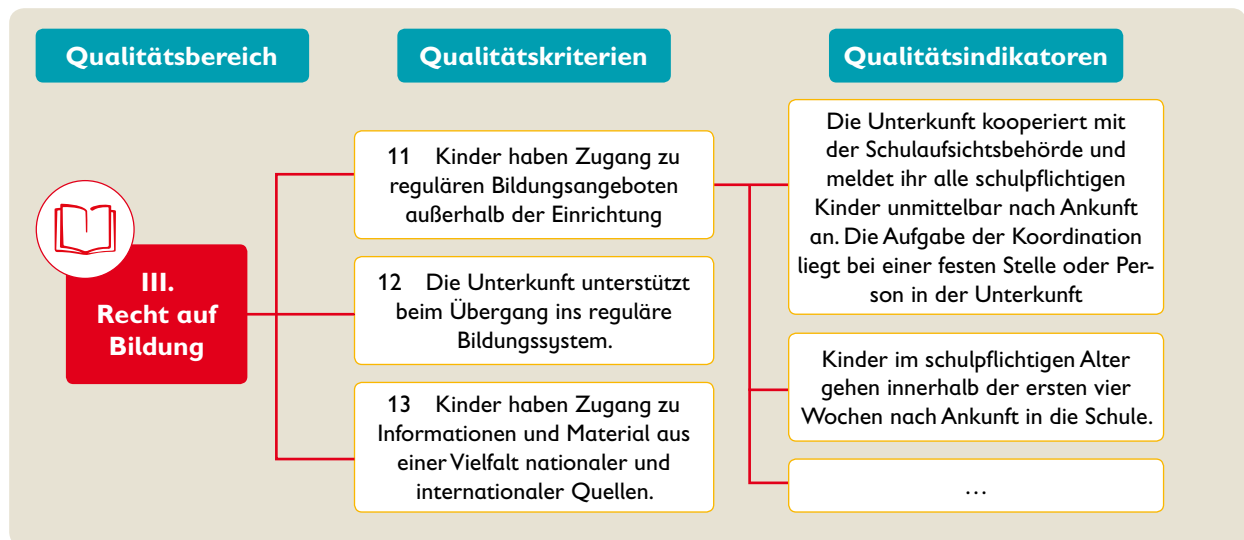 Qualitätsbereich
Qualitätskriterien
Qualitätsindikatoren
III.
Recht auf
Bildung
11 Kinder haben Zugang zu
regulären Bildungsangeboten
außerhalb der Einrichtung
12 Die Unterkunft unterstützt
beim Übergang ins reguläre
Bildungssystem.
13 Kinder haben Zugang zu
Informationen und Material aus
einer Vielfalt nationaler und
internationaler Quellen.
Die Unterkunft kooperiert mit
der Schulaufsichtsbehörde und
meldet ihr alle schulpflichtigen
Kinder unmittelbar nach Ankunft
an. Die Aufgabe der Koordination
liegt bei einer festen Stelle oder Per-
son in der Unterkunft
Kinder im schulpflichtigen Alter
gehen innerhalb der ersten vier
Wochen nach Ankunft in die Schule.
…